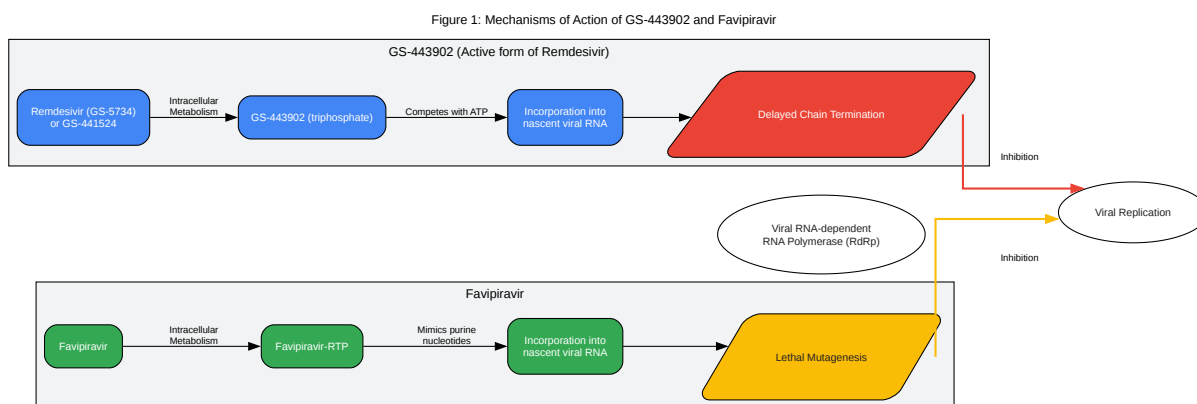 Figure 1: Mechanisms of Action of GS-443902 and Favipiravir
GS-443902 (Active form of Remdesivir)
Remdesivir (GS-5734)
or GS-441524
Intracellular
Metabolism
GS-443902 (triphosphate)
Competes with ATP
Incorporation into
nascent viral RNA
Delayed Chain Termination
Inhibition
Viral Replication
Viral RNA-dependent
RNA Polymerase (RdRp)
Inhibition
Favipiravir
Favipiravir
Intracellular
Metabolism
Favipiravir-RTP
Mimics purine
nucleotides
Incorporation into
nascent viral RNA
Lethal Mutagenesis